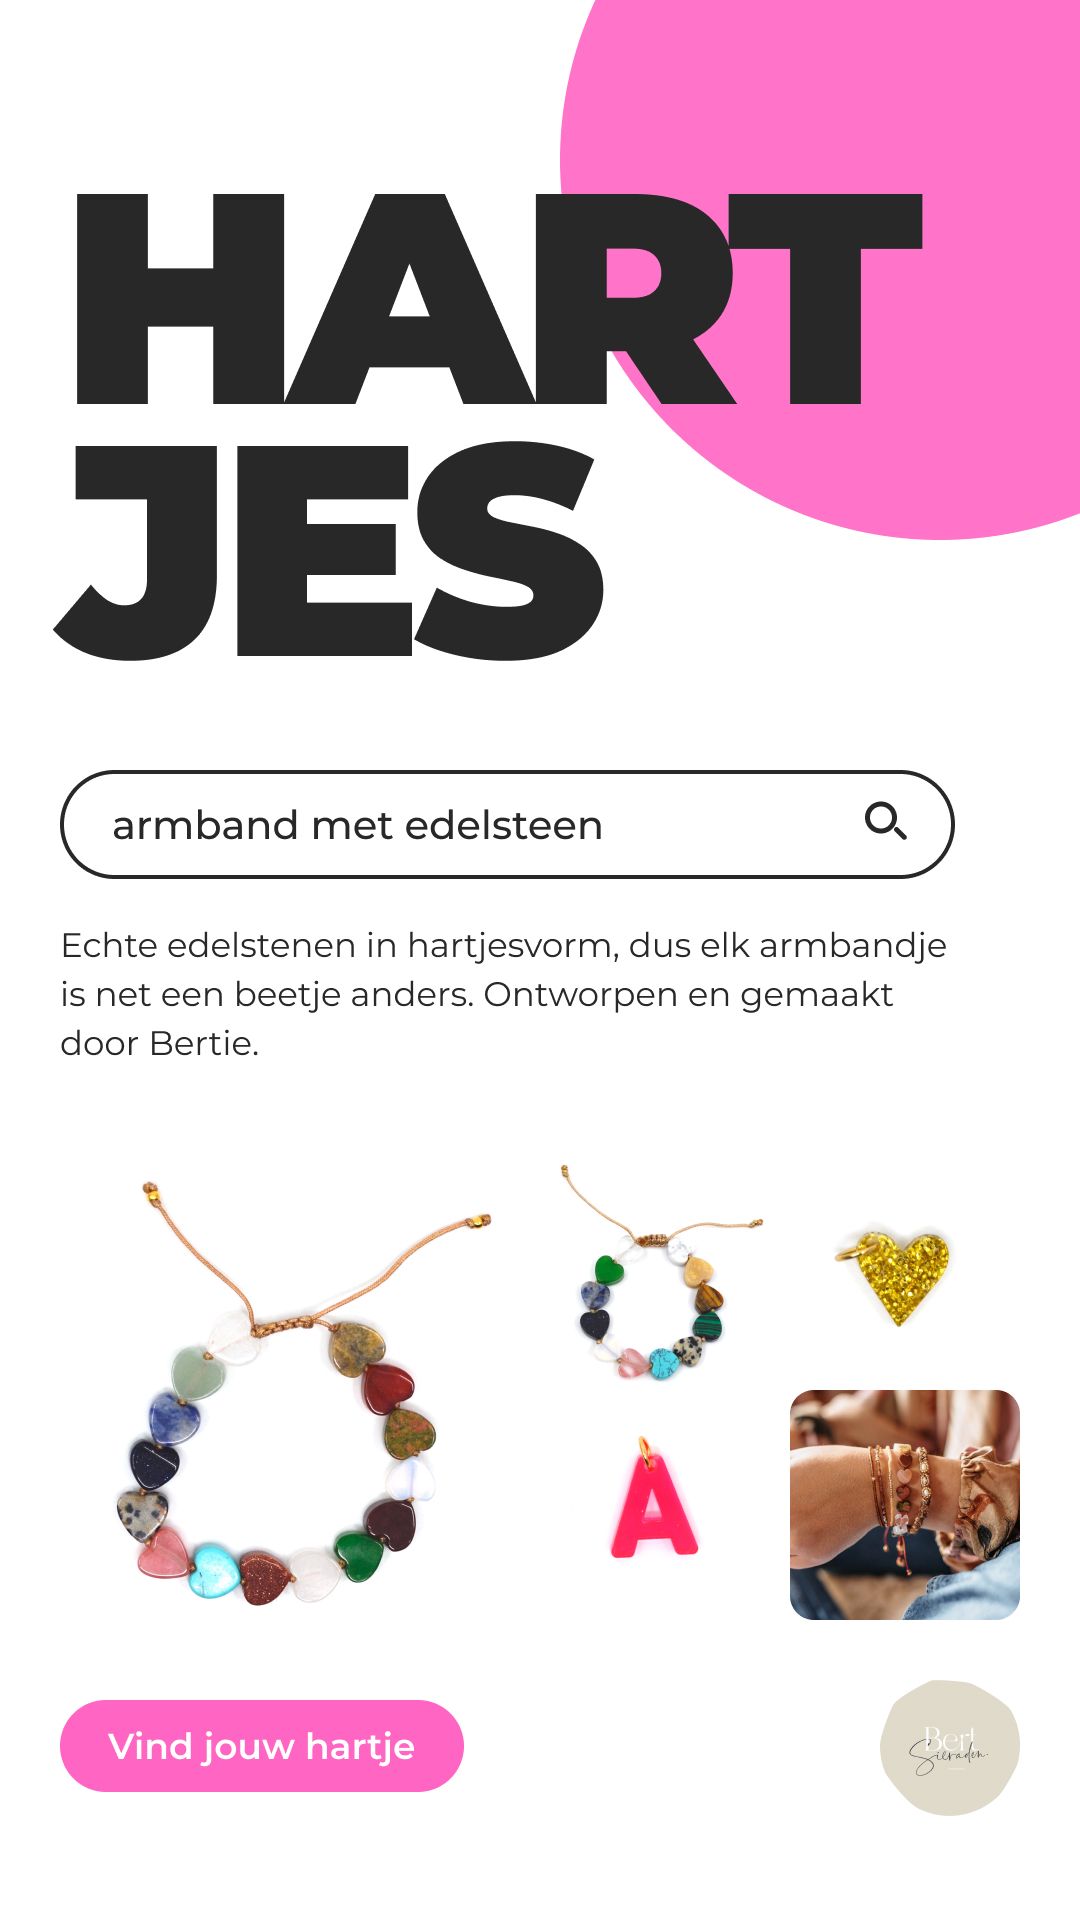 HART
JES
armband met edelsteen
Echte edelstenen in hartjesvorm, dus elk armbandje
is net een beetje anders. Ontworpen en gemaakt
door Bertie.
A
Vind jouw hartje
Bert
Sieraden.